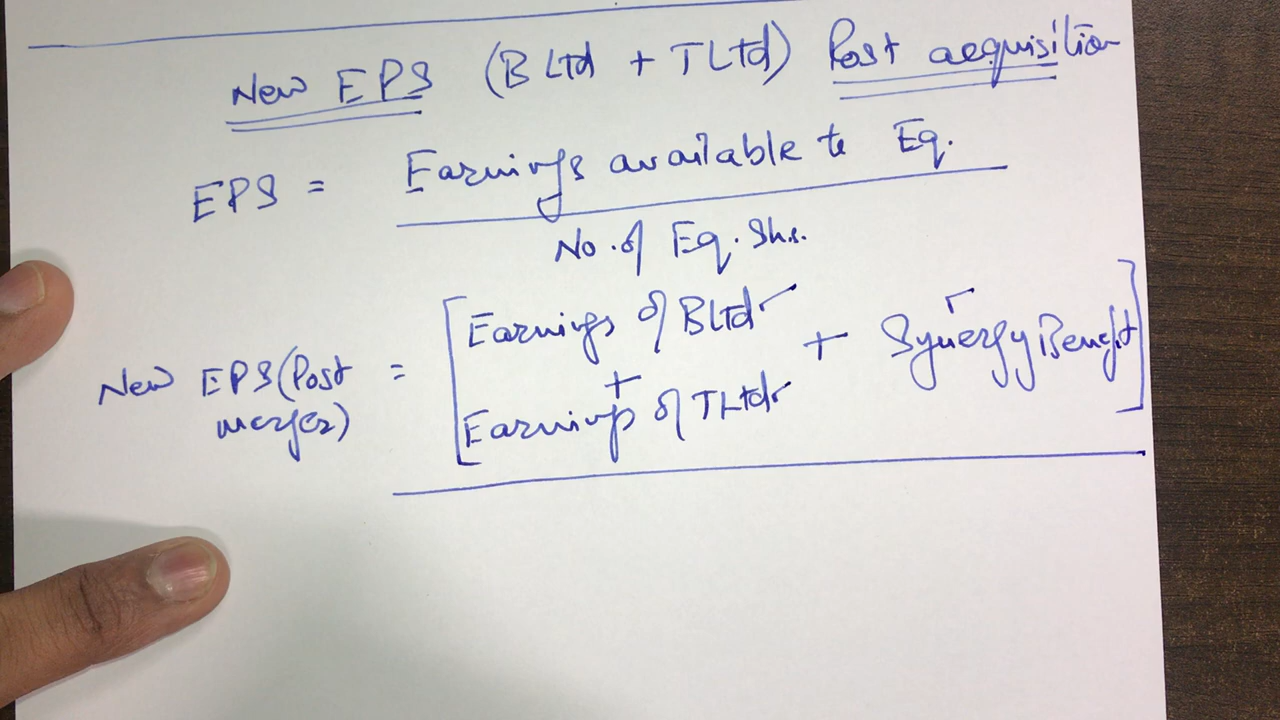 New EPS (B Ltd + T Ltd) Post acquisition
EPS = Earnings available to Eq.
No. of Eq. Shs.
New EPS (Post merger) =
[Earnings of B Ltd
+
Earnings of T Ltd
+ Synergy Benefit]